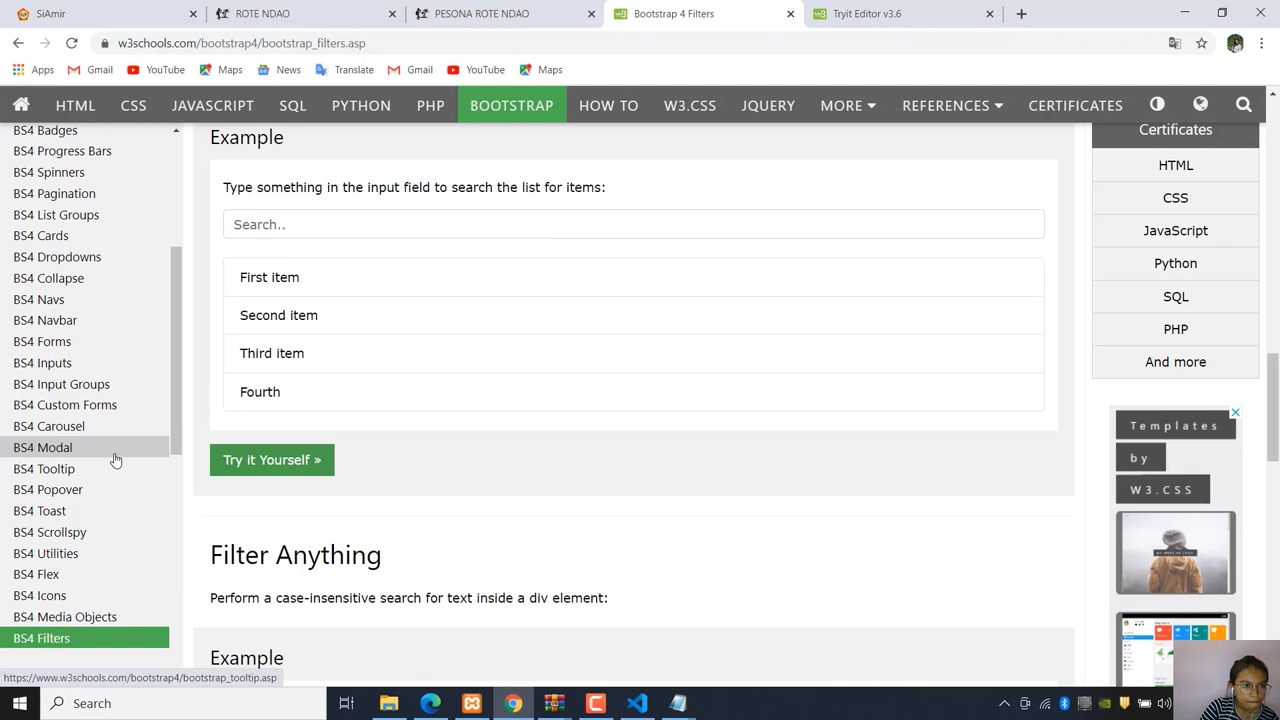 SiAmir
ROTE NDAO
PESONA ROTE NDAO
Bootstrap 4 Filters
Tryit Editor v3.6
w3schools.com/bootstrap4/bootstrap_filters.asp
Apps Gmail YouTube Maps News Translate Gmail YouTube Maps
HTML CSS JAVASCRIPT SQL PYTHON PHP BOOTSTRAP HOW TO W3.CSS JQUERY MORE REFERENCES CERTIFICATES
BS4 Badges
BS4 Progress Bars
BS4 Spinners
BS4 Pagination
BS4 List Groups
BS4 Cards
BS4 Dropdowns
BS4 Collapse
BS4 Navs
BS4 Navbar
BS4 Forms
BS4 Inputs
BS4 Input Groups
BS4 Custom Forms
BS4 Carousel
BS4 Modal
BS4 Tooltip
BS4 Popover
BS4 Toast
BS4 Scrollspy
BS4 Utilities
BS4 Flex
BS4 Icons
BS4 Media Objects
BS4 Filters
Example
Type something in the input field to search the list for items:
Search..
First item
Second item
Third item
Fourth
Try it Yourself »
Filter Anything
Perform a case-insensitive search for text inside a div element:
Example
Certificates
HTML
CSS
JavaScript
Python
SQL
PHP
And more
Templates
by
W3.CSS
https://www.w3schools.com/bootstrap4/bootstrap_tooltip.asp
Search